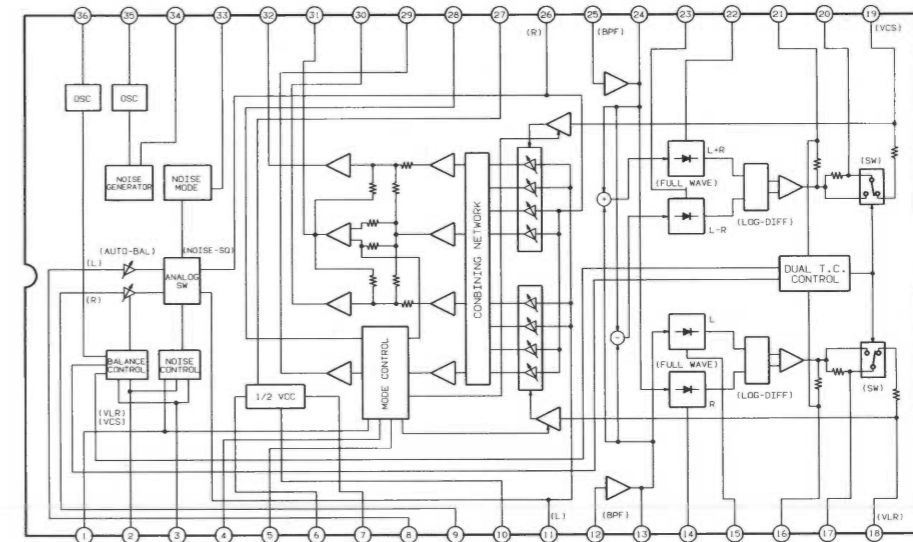 36 35 34 33 32 31 30 29 28 27 26 25 24 23 22 21 20 19
(R) (BPF) (VCS)
OSC OSC
NOISE GENERATOR
NOISE MODE
(AUTO-BAL) (NOISE-SQ)
(L)
(R)
ANALOG SW
BALANCE CONTROL
NOISE CONTROL
(VLR)
(VCS)
1/2 VCC
MODE CONTROL
CONBINING NETWORK
L+R
(FULL WAVE)
L-R
(LOG-DIFF)
(SW)
DUAL T.C. CONTROL
L
(FULL WAVE)
R
(LOG-DIFF)
(SW)
+
-
(L) (BPF) (VLR)
1 2 3 4 5 6 7 8 9 10 11 12 13 14 15 16 17 18